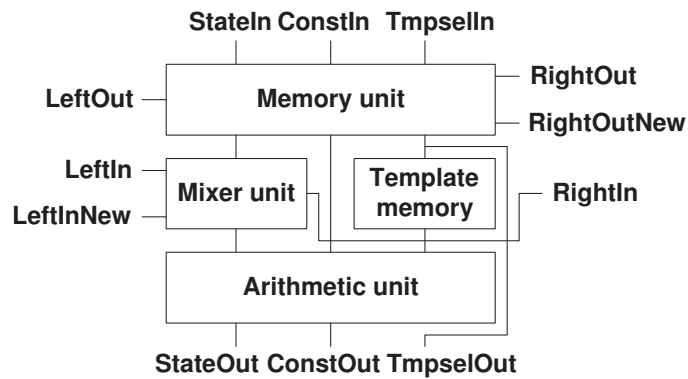 StateIn ConstIn TmpselIn
RightOut
LeftOut
Memory unit
RightOutNew
LeftIn
Mixer unit
Template
memory
RightIn
LeftInNew
Arithmetic unit
StateOut ConstOut TmpselOut